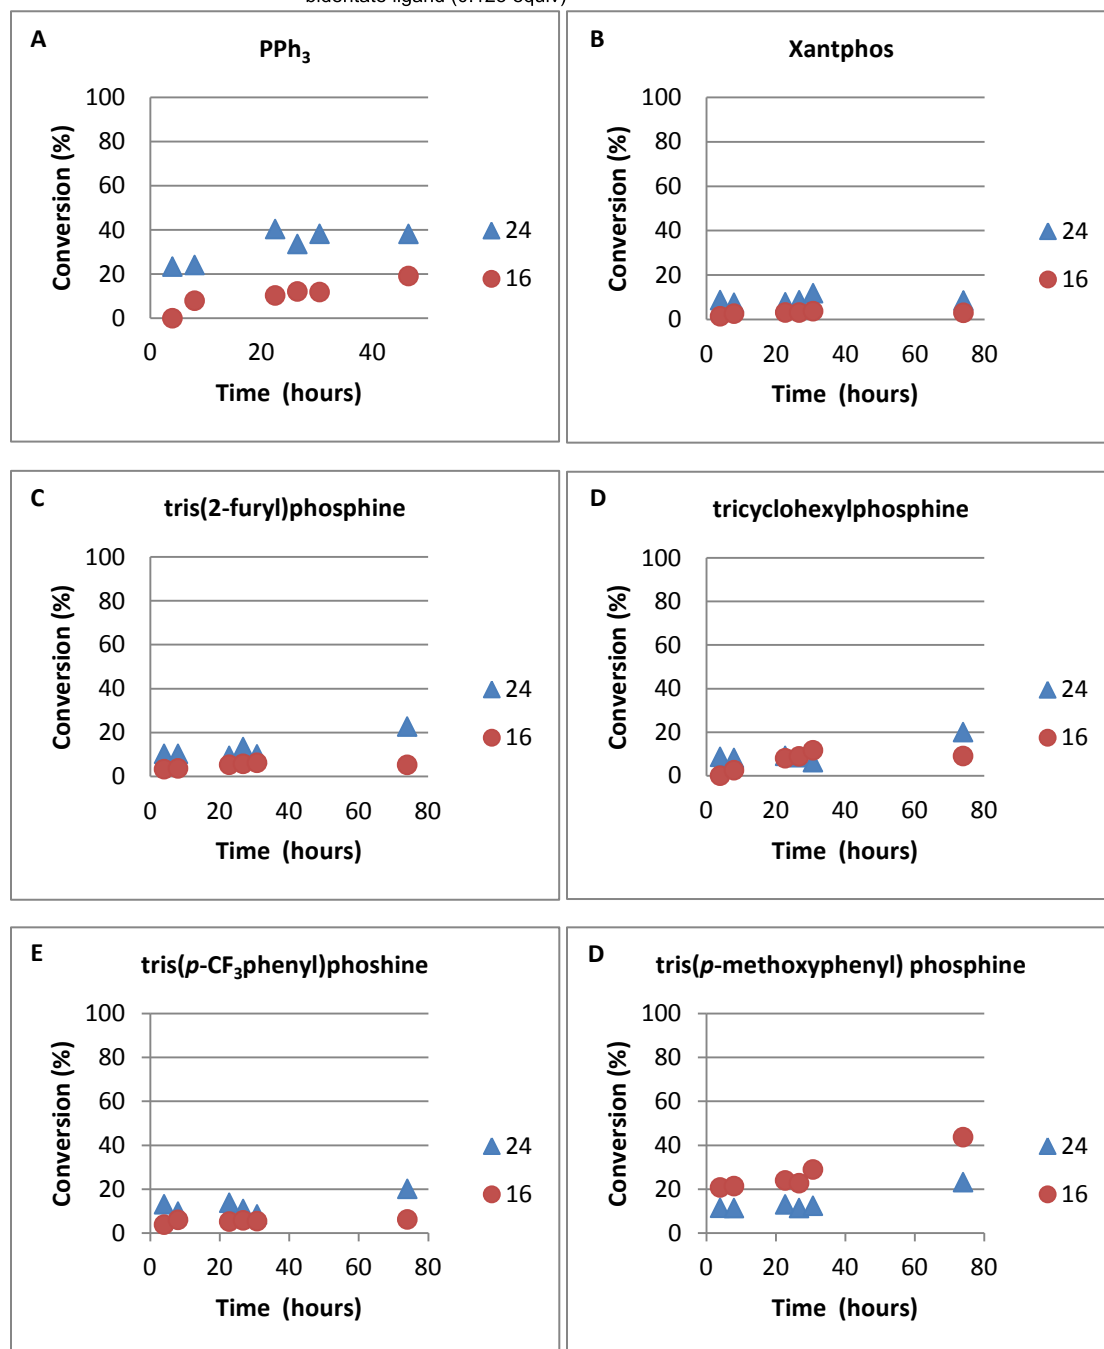 bidentate ligand (0.125 equiv)
A
PPh₃
100
80
60
40
20
0
0 20 40
Conversion (%)
Time (hours)
24
16
B
Xantphos
100
80
60
40
20
0
0 20 40 60 80
Conversion (%)
Time (hours)
24
16
C
tris(2-furyl)phosphine
100
80
60
40
20
0
0 20 40 60 80
Conversion (%)
Time (hours)
24
16
D
tricyclohexylphosphine
100
80
60
40
20
0
0 20 40 60 80
Conversion (%)
Time (hours)
24
16
E
tris(p-CF₃phenyl)phoshine
100
80
60
40
20
0
0 20 40 60 80
Conversion (%)
Time (hours)
24
16
D
tris(p-methoxyphenyl) phosphine
100
80
60
40
20
0
0 20 40 60 80
Conversion (%)
Time (hours)
24
16